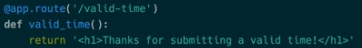 @app.route('/valid-time')
def valid_time():
    return '<h1>Thanks for submitting a valid time!</h1>'